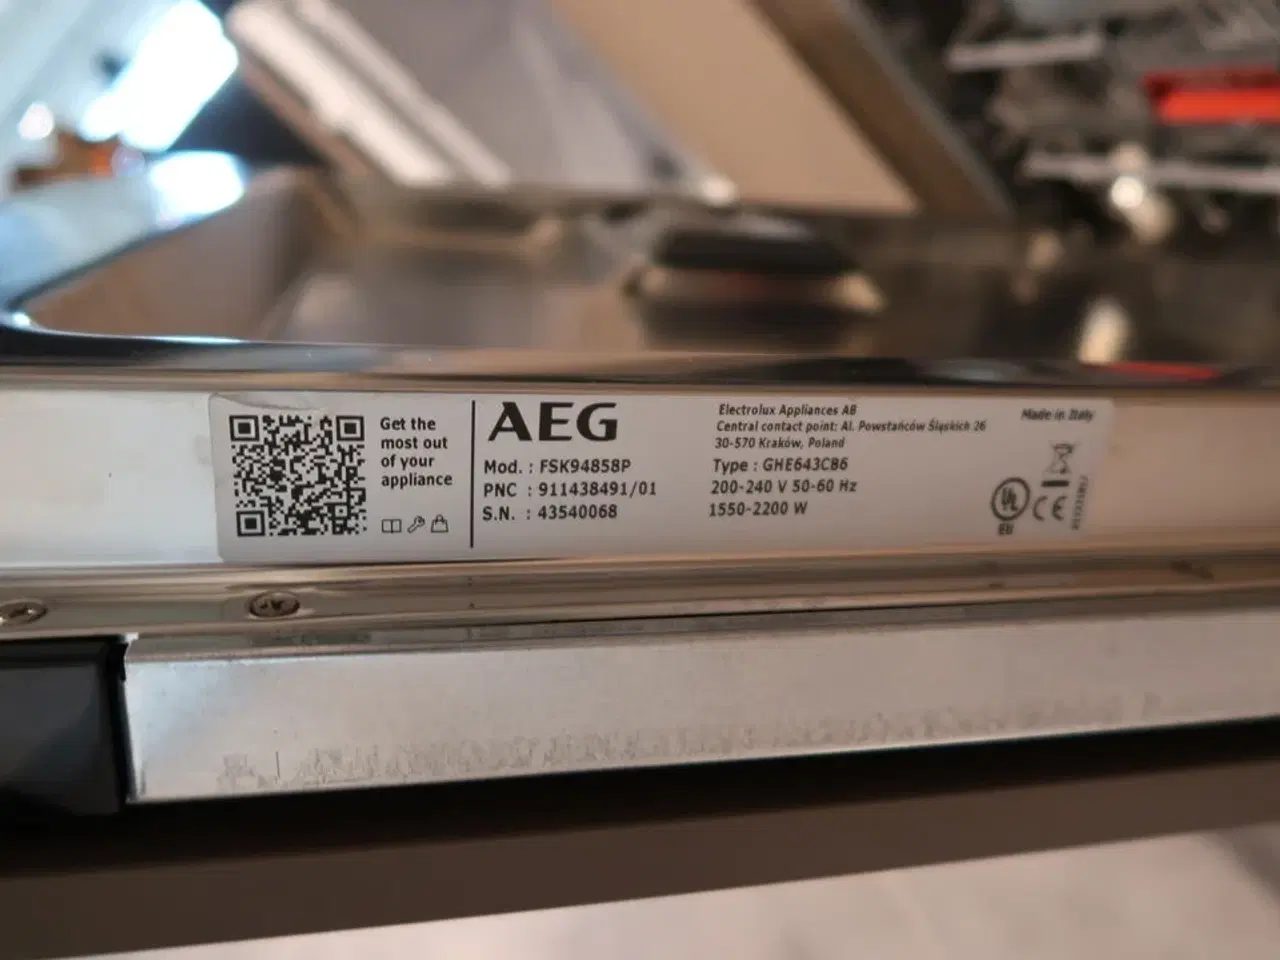 Get the
most out
of your
appliance
AEG
Mod. : FSK94858P
PNC : 911438491/01
S.N. : 43540068
Electrolux Appliances AB
Central contact point: Al. Powstańców Śląskich 26
30-570 Kraków, Poland
Type : GHE643CB6
200-240 V 50-60 Hz
1550-2200 W
Made in Italy
UL
EU
CE